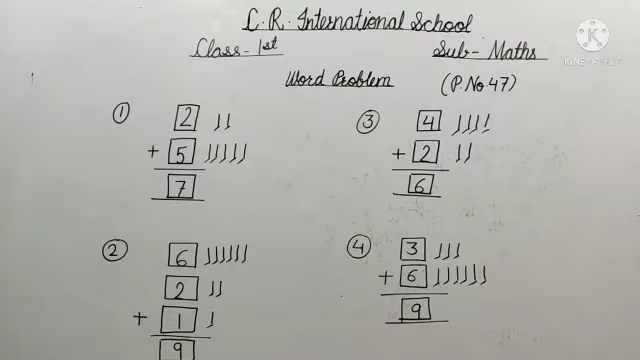 L.R. International School
Class - 1st
Sub - Maths
Word Problem
(P.No.47)
K
KINEMASTER
①
2
+ 5
7
②
6
2
+ 1
9
③
4
+ 2
6
④
3
+ 6
9